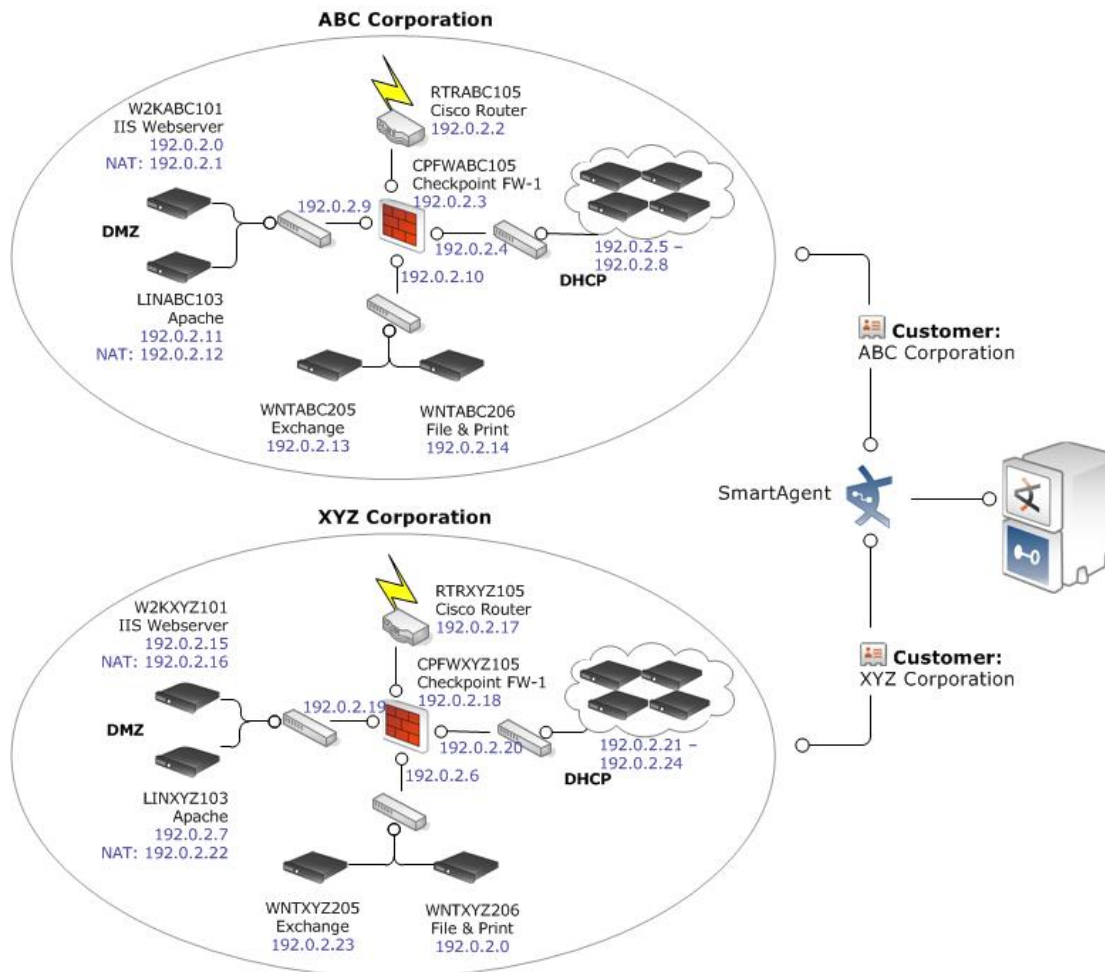 ABC Corporation
W2KABC101
IIS Webserver
192.0.2.0
NAT: 192.0.2.1
RTRABC105
Cisco Router
192.0.2.2
CPFWABC105
Checkpoint FW-1
192.0.2.3
DMZ
192.0.2.9
192.0.2.4
192.0.2.5 –
192.0.2.8
DHCP
192.0.2.10
LINABC103
Apache
192.0.2.11
NAT: 192.0.2.12
WNTABC205
Exchange
192.0.2.13
WNTABC206
File & Print
192.0.2.14
Customer:
ABC Corporation
SmartAgent
XYZ Corporation
W2KXYZ101
IIS Webserver
192.0.2.15
NAT: 192.0.2.16
RTRXYZ105
Cisco Router
192.0.2.17
CPFWXYZ105
Checkpoint FW-1
192.0.2.18
DMZ
192.0.2.19
192.0.2.20
192.0.2.21 –
192.0.2.24
DHCP
192.0.2.6
LINXYZ103
Apache
192.0.2.7
NAT: 192.0.2.22
WNTXYZ205
Exchange
192.0.2.23
WNTXYZ206
File & Print
192.0.2.0
Customer:
XYZ Corporation